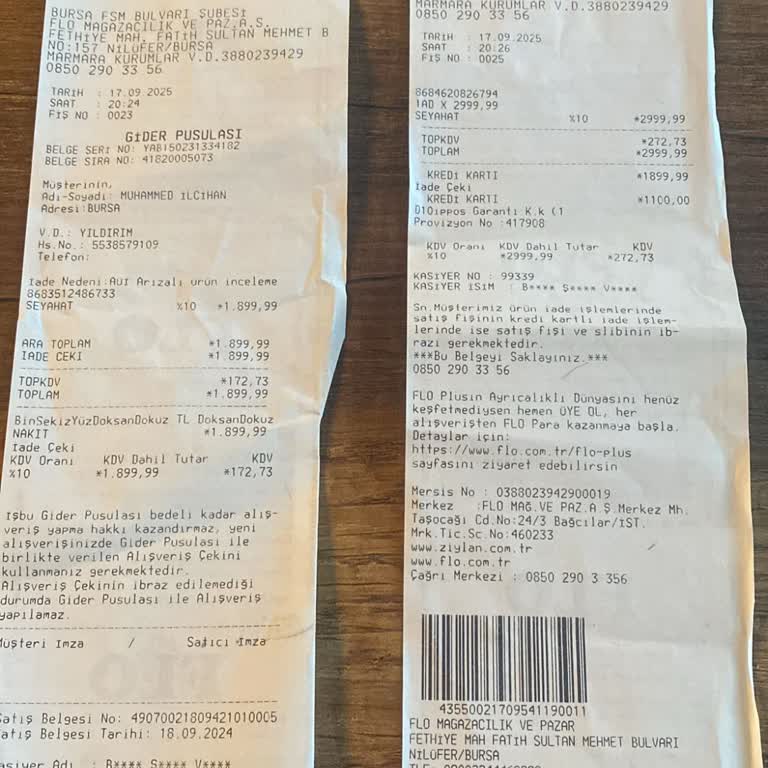 BURSA FSM BULVARI ŞUBESİ
FLO MAGAZACILIK VE PAZ.A.S.
FETHİYE MAH. FATİH SULTAN MEHMET B
NO:157 NİLÜFER/BURSA
MARMARA KURUMLAR V.D.3880239429
0850 290 33 56
TARİH : 17.09.2025
SAAT : 20:24
FİŞ NO : 0023
GİDER PUSULASI
BELGE SERİ NO: YAB150231334182
BELGE SIRA NO: 41820005073
Müşterinin,
Adı-Soyadı: MUHAMMED İLCİHAN
Adresi:BURSA
V.D.: YILDIRIM
Hs.No.: 5538579109
Telefon:
İade Nedeni:AUI Arızalı ürün inceleme
8683512486733
SEYAHAT %10 *1.899,99
ARA TOPLAM *1.899,99
İADE ÇEKİ *1.899,99
TOPKDV *172,73
TOPLAM *1.899,99
BinSekizYüzDoksanDokuz TL DoksanDokuz
NAKİT *1.899,99
İade Çeki
KDV Oranı KDV Dahil Tutar KDV
%10 *1.899,99 *172,73
İşbu Gider Pusulası bedeli kadar alış-
veriş yapma hakkı kazandırmaz, yeni
alışverişinizde Gider Pusulası ile
birlikte verilen Alışveriş Çekini
kullanmanız gerekmektedir.
Alışveriş Çekinin ibraz edilemediği
durumda Gider Pusulası ile Alışveriş
yapılamaz.
Müşteri İmza / Satıcı İmza
Satış Belgesi No: 49070021809421010005
Satış Belgesi Tarihi: 18.09.2024
Kasiyer Adı : B**** S**** V****
MARMARA KURUMLAR V.D.3880239429
0850 290 33 56
TARİH : 17.09.2025
SAAT : 20:26
FİŞ NO : 0025
8684620826794
1AD X 2999,99
SEYAHAT %10 *2999,99
TOPKDV *272,73
TOPLAM *2999,99
KREDİ KARTI *1899,99
İade Çeki
KREDİ KARTI *1100,00
D10ippos Garanti K.k (1
Provizyon No :417908
KDV Oranı KDV Dahil Tutar KDV
%10 *2999,99 *272,73
KASİYER NO : 99339
KASİYER İSİM : B**** Ş**** V****
Sn.Müşterimiz ürün iade işlemlerinde
satış fişinin kredi kartlı iade işlem-
lerinde ise satış fişi ve slibinin ib-
razı gerekmektedir.
***Bu Belgeyi Saklayınız.***
0850 290 33 56
FLO Plusın Ayrıcalıklı Dünyasını henüz
keşfetmediysen hemen ÜYE OL, her
alışverişten FLO Para kazanmaya başla.
Detaylar için:
https://www.flo.com.tr/flo-plus
sayfasını ziyaret edebilirsin
Mersis No : 0388023942900019
Merkez :FLO MAĞ.VE PAZ.A.Ş.Merkez Mh.
Taşocağı Cd.No:24/3 Bağcılar/İST.
Mrk.Tic.Sc.No:460233
www.ziylan.com.tr
www.flo.com.tr
Çağrı Merkezi : 0850 290 3 356
43550021709541190011
FLO MAGAZACILIK VE PAZAR
FETHİYE MAH FATİH SULTAN MEHMET BULVARI
NİLÜFER/BURSA